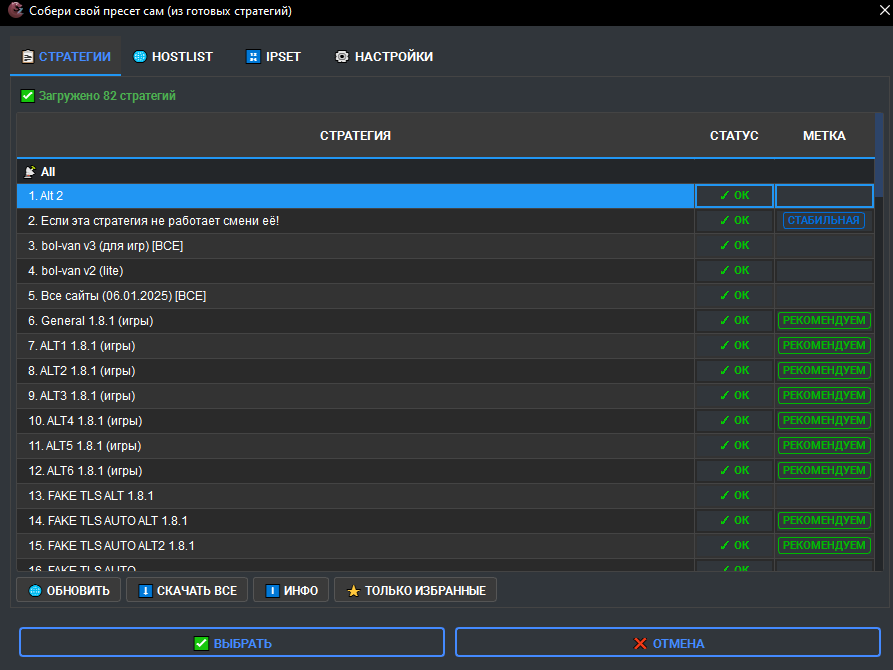 Собери свой пресет сам (из готовых стратегий)
СТРАТЕГИИ HOSTLIST IPSET НАСТРОЙКИ
Загружено 82 стратегий
СТРАТЕГИЯ СТАТУС МЕТКА
All
1. Alt 2 ✓ OK
2. Если эта стратегия не работает смени её! ✓ OK СТАБИЛЬНАЯ
3. bol-van v3 (для игр) [ВСЕ] ✓ OK
4. bol-van v2 (lite) ✓ OK
5. Все сайты (06.01.2025) [ВСЕ] ✓ OK
6. General 1.8.1 (игры) ✓ OK РЕКОМЕНДУЕМ
7. ALT1 1.8.1 (игры) ✓ OK РЕКОМЕНДУЕМ
8. ALT2 1.8.1 (игры) ✓ OK РЕКОМЕНДУЕМ
9. ALT3 1.8.1 (игры) ✓ OK РЕКОМЕНДУЕМ
10. ALT4 1.8.1 (игры) ✓ OK РЕКОМЕНДУЕМ
11. ALT5 1.8.1 (игры) ✓ OK РЕКОМЕНДУЕМ
12. ALT6 1.8.1 (игры) ✓ OK РЕКОМЕНДУЕМ
13. FAKE TLS ALT 1.8.1 ✓ OK
14. FAKE TLS AUTO ALT 1.8.1 ✓ OK РЕКОМЕНДУЕМ
15. FAKE TLS AUTO ALT2 1.8.1 ✓ OK РЕКОМЕНДУЕМ
16. FAKE TLS AUTO ✓ OK
ОБНОВИТЬ СКАЧАТЬ ВСЕ ИНФО ТОЛЬКО ИЗБРАННЫЕ
ВЫБРАТЬ ОТМЕНА